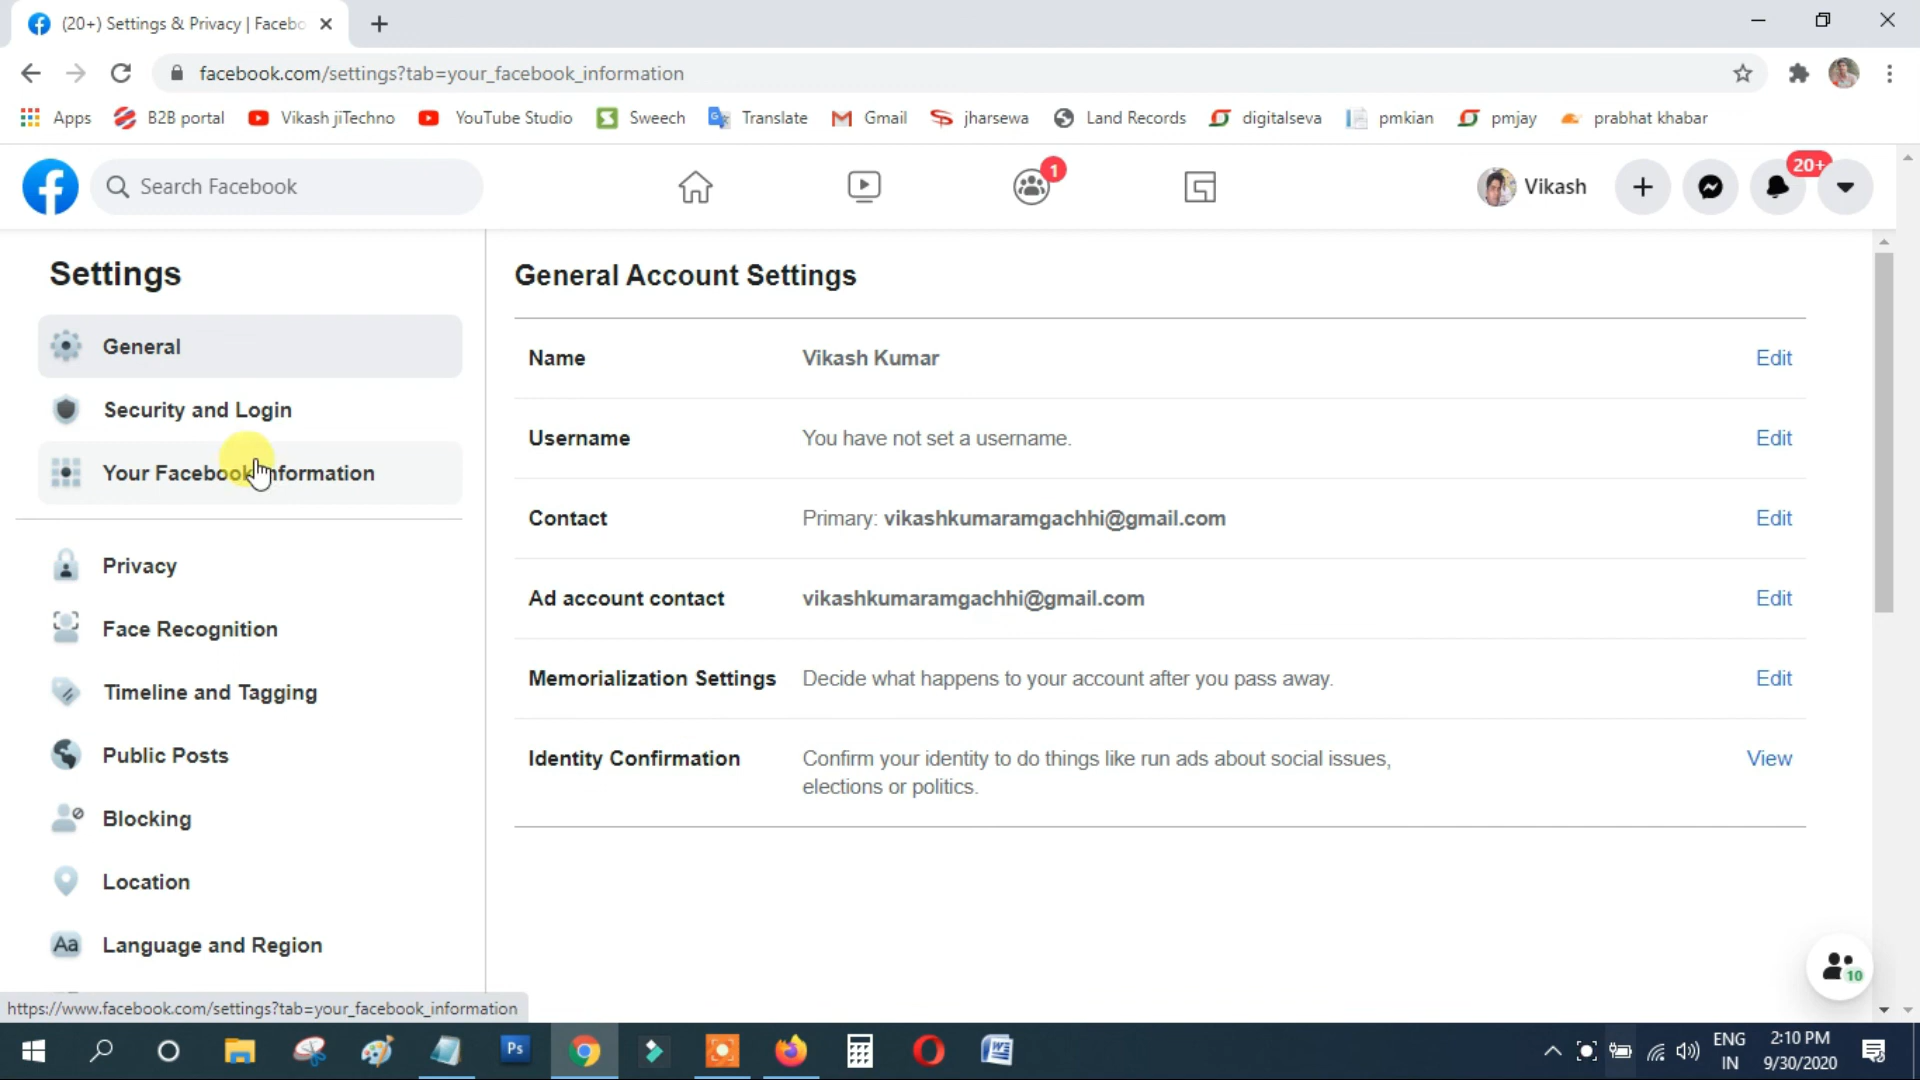 (20+) Settings & Privacy | Facebo
facebook.com/settings?tab=your_facebook_information
Apps B2B portal Vikash jiTechno YouTube Studio Sweech Translate Gmail jharsewa Land Records digitalseva pmkian pmjay prabhat khabar
Search Facebook 1 Vikash 20+
Settings
General
Security and Login
Your Facebook Information
Privacy
Face Recognition
Timeline and Tagging
Public Posts
Blocking
Location
Aa Language and Region
General Account Settings
Name Vikash Kumar Edit
Username You have not set a username. Edit
Contact Primary: vikashkumaramgachhi@gmail.com Edit
Ad account contact vikashkumaramgachhi@gmail.com Edit
Memorialization Settings Decide what happens to your account after you pass away. Edit
Identity Confirmation Confirm your identity to do things like run ads about social issues, View
elections or politics.
10
https://www.facebook.com/settings?tab=your_facebook_information
Ps
ENG
IN
2:10 PM
9/30/2020